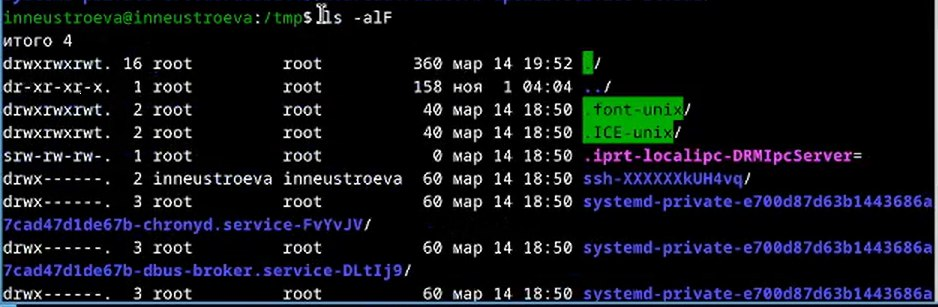 inneustroeva@inneustroeva:/tmp$ ls -alF
итого 4
drwxrwxrwt. 16 root         root         360 мар 14 19:52 ./
dr-xr-xr-x.  1 root         root         158 ноя  1 04:04 ../
drwxrwxrwt.  2 root         root          40 мар 14 18:50 .font-unix/
drwxrwxrwt.  2 root         root          40 мар 14 18:50 .ICE-unix/
srw-rw-rw-.  1 root         root           0 мар 14 18:50 .iprt-localipc-DRMIpcServer=
drwx------.  2 inneustroeva inneustroeva  60 мар 14 18:50 ssh-XXXXXXkUH4vq/
drwx------.  3 root         root          60 мар 14 18:50 systemd-private-e700d87d63b1443686a
7cad47d1de67b-chronyd.service-FvYvJV/
drwx------.  3 root         root          60 мар 14 18:50 systemd-private-e700d87d63b1443686a
7cad47d1de67b-dbus-broker.service-DLtIj9/
drwx------.  3 root         root          60 мар 14 18:50 systemd-private-e700d87d63b1443686a